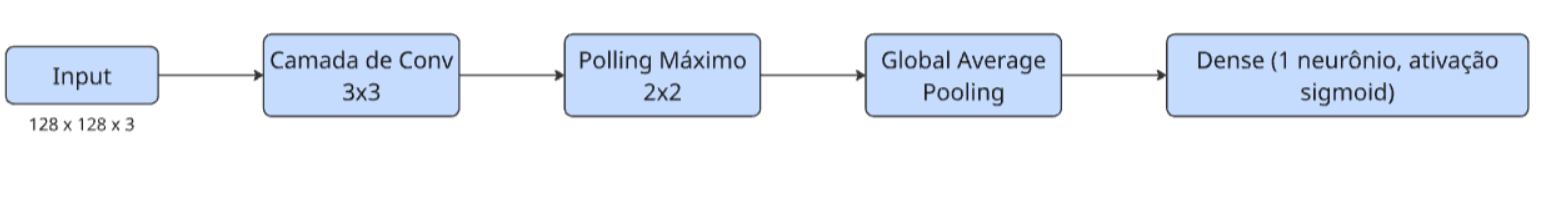 Input
128 x 128 x 3
Camada de Conv
3x3
Polling Máximo
2x2
Global Average
Pooling
Dense (1 neurônio, ativação
sigmoid)